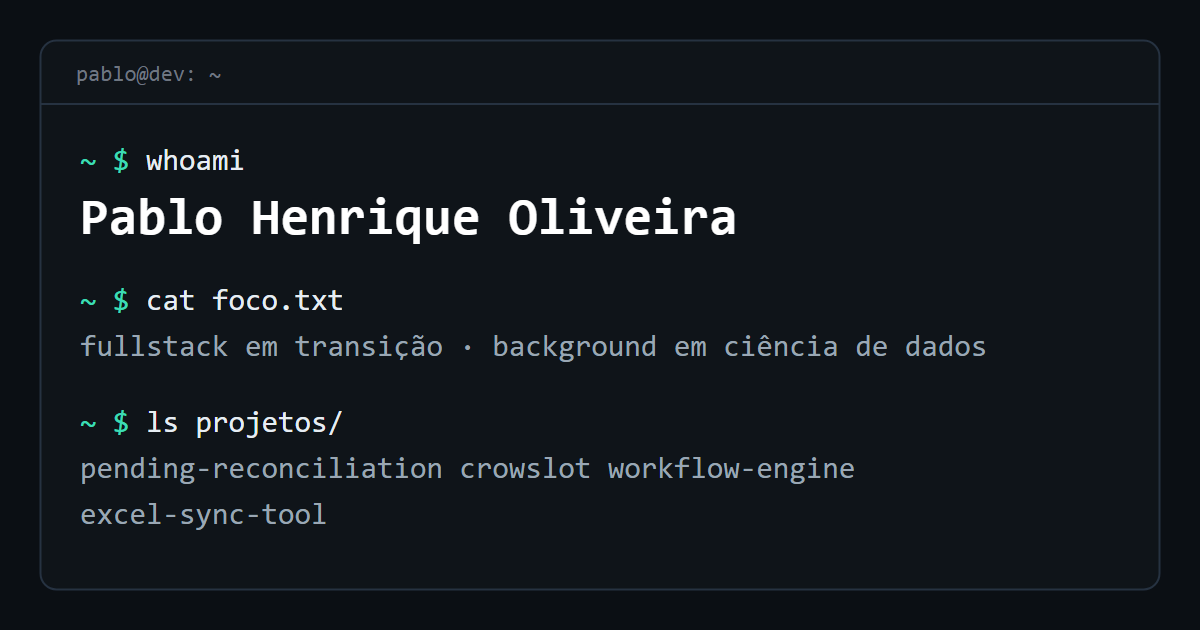 pablo@dev: ~
~ $ whoami
Pablo Henrique Oliveira
~ $ cat foco.txt
fullstack em transição · background em ciência de dados
~ $ ls projetos/
pending-reconciliation crowslot workflow-engine
excel-sync-tool